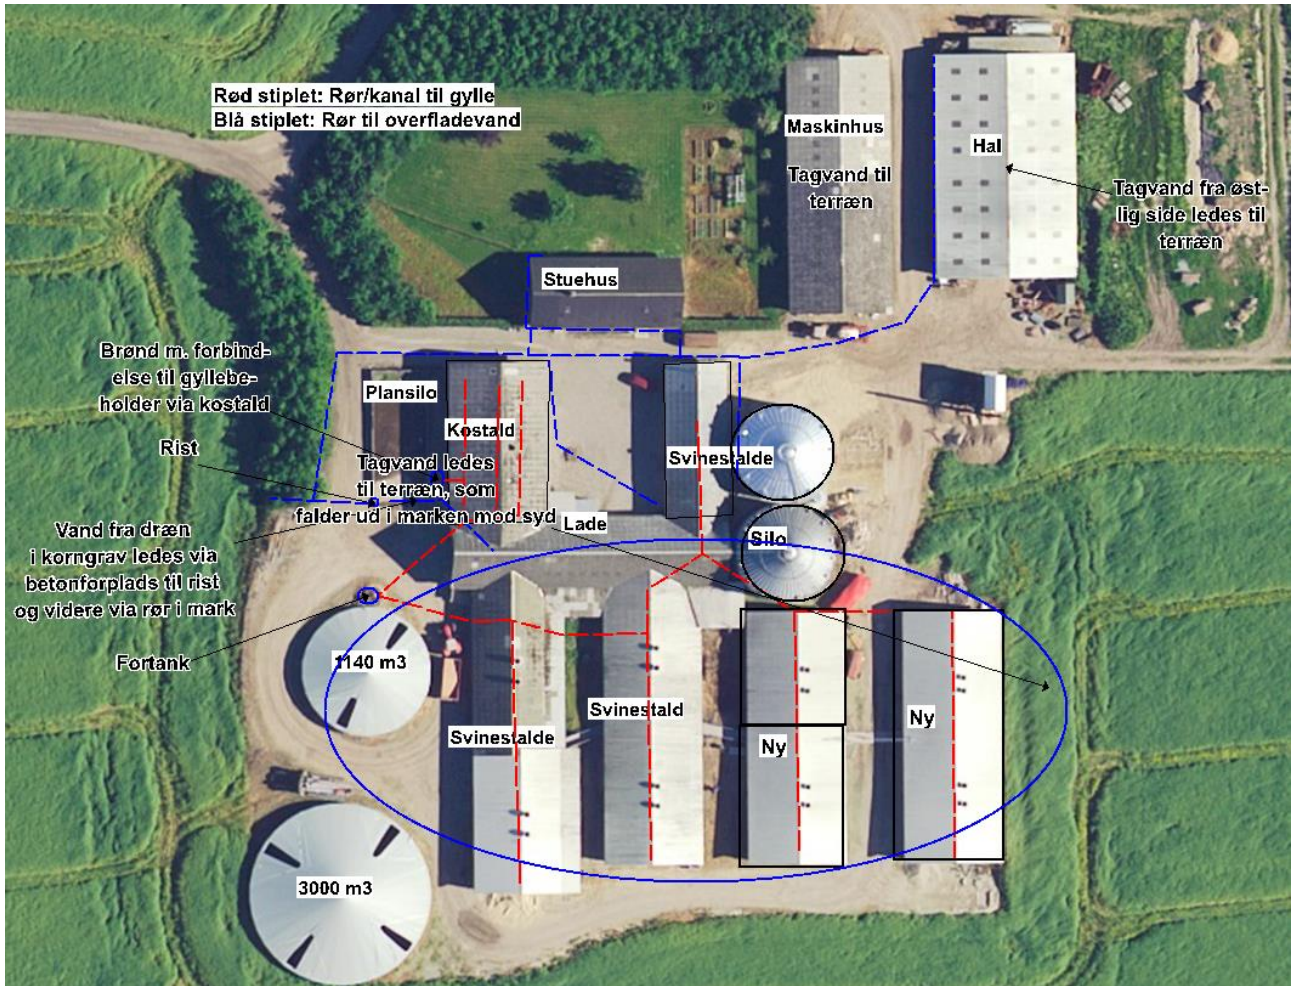 Rød stiplet: Rør/kanal til gylle
Blå stiplet: Rør til overfladevand
Maskinhus
Tagvand til
terræn
Hal
Tagvand fra øst-
lig side ledes til
terræn
Stuehus
Brønd m. forbind-
else til gyllebe-
holder via kostald
Plansilo
Kostald
Rist
Svinestalde
Tagvand ledes
til terræn, som
falder ud i marken mod syd
Lade
Silo
Vand fra dræn
i korngrav ledes via
betonforplads til rist
og videre via rør i mark
Fortank
1140 m3
Svinestalde
Svinestald
Ny
Ny
3000 m3